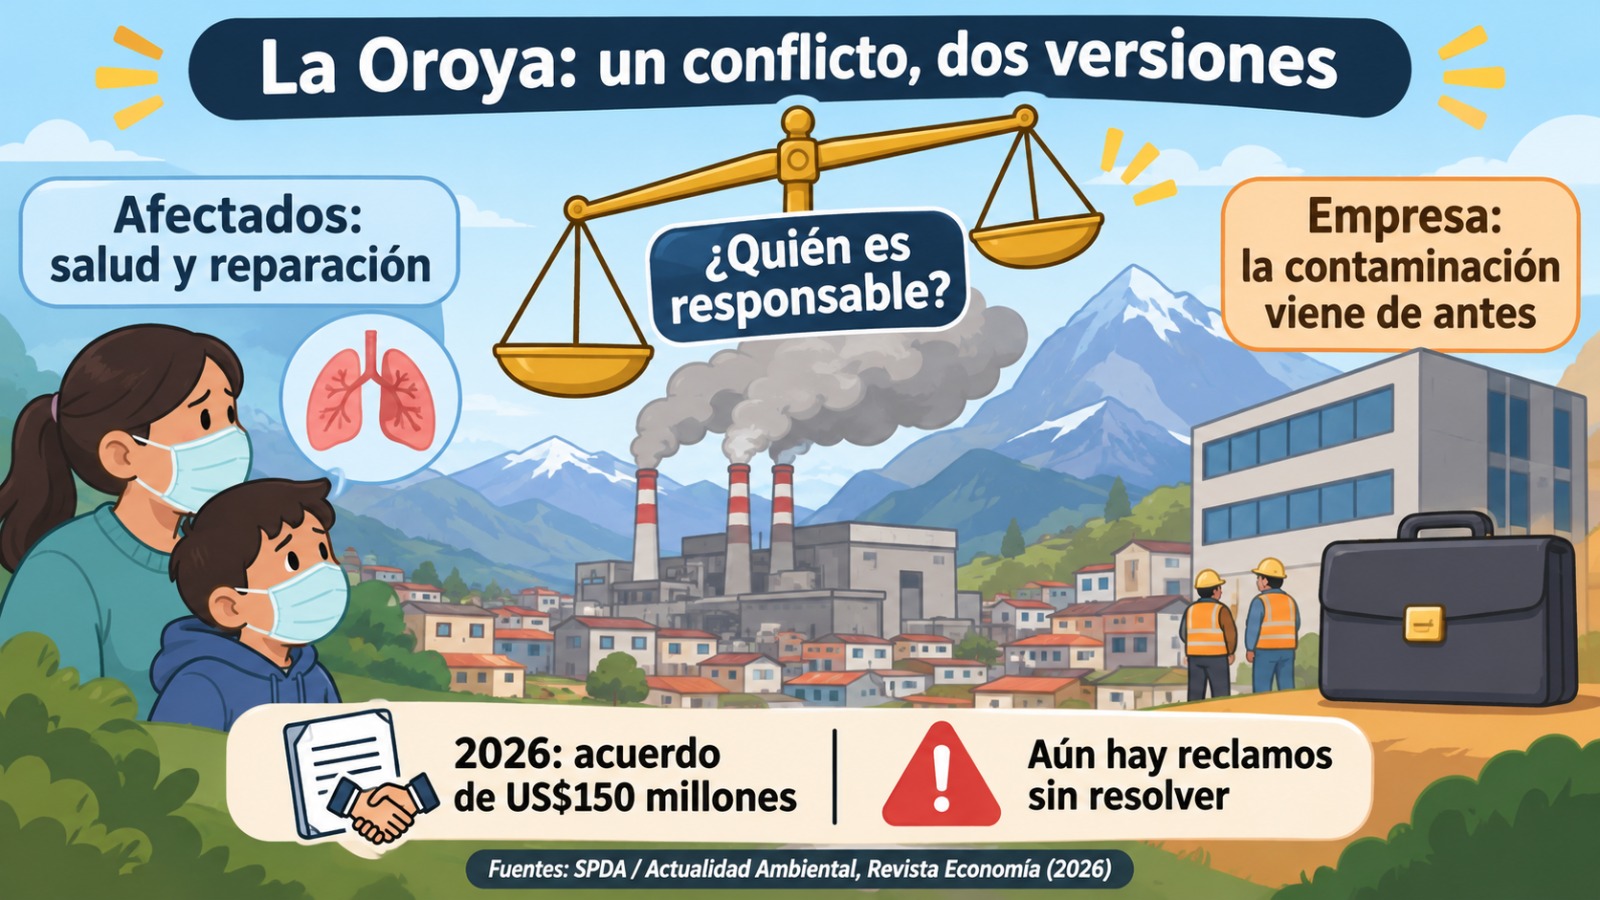 La Oroya: un conflicto, dos versiones
Afectados:
salud y reparación
¿Quién es
responsable?
Empresa:
la contaminación
viene de antes
2026: acuerdo
de US$150 millones
Aún hay reclamos
sin resolver
Fuentes: SPDA / Actualidad Ambiental, Revista Economía (2026)